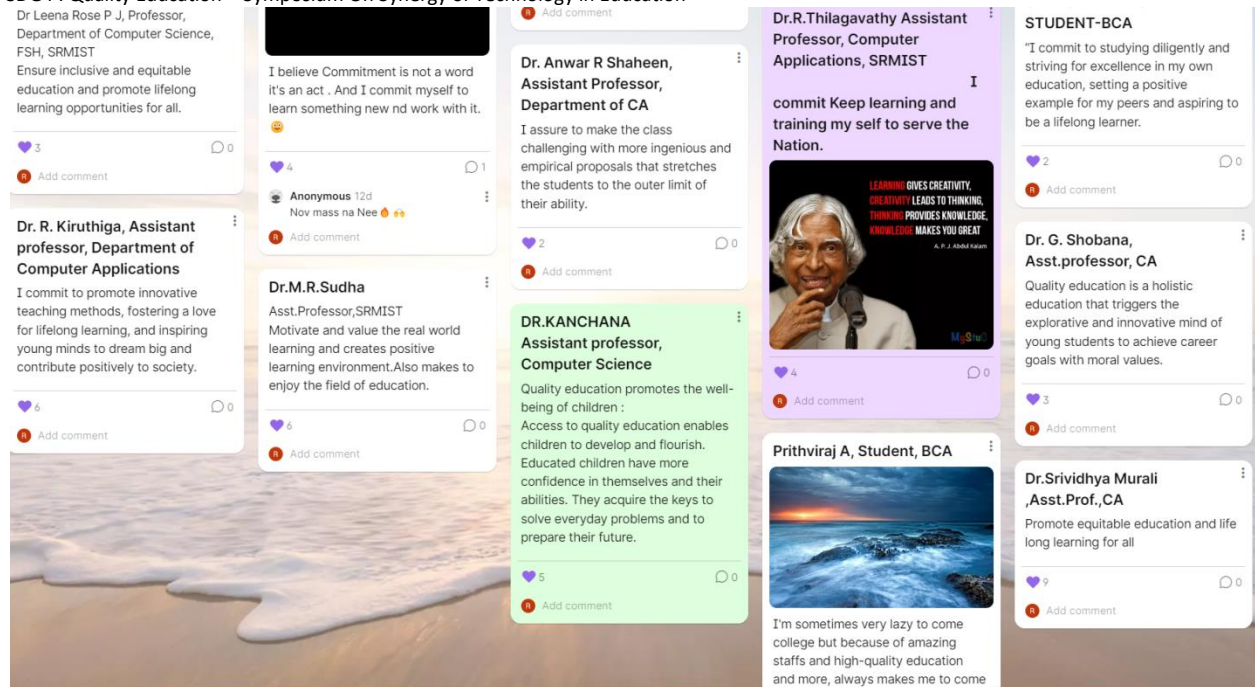 Dr Leena Rose P J, Professor,
Department of Computer Science,
FSH, SRMIST
Ensure inclusive and equitable
education and promote lifelong
learning opportunities for all.
3
0
R
Add comment
Dr. R. Kiruthiga, Assistant
professor, Department of
Computer Applications
I commit to promote innovative
teaching methods, fostering a love
for lifelong learning, and inspiring
young minds to dream big and
contribute positively to society.
6
0
R
Add comment
I believe Commitment is not a word
it's an act . And I commit myself to
learn something new nd work with it.
😀
4
1
Anonymous 12d
Nov mass na Nee🔥 🙌
R
Add comment
Dr.M.R.Sudha
Asst.Professor,SRMIST
Motivate and value the real world
learning and creates positive
learning environment.Also makes to
enjoy the field of education.
6
0
R
Add comment
R
Add comment
Dr. Anwar R Shaheen,
Assistant Professor,
Department of CA
I assure to make the class
challenging with more ingenious and
empirical proposals that stretches
the students to the outer limit of
their ability.
2
0
R
Add comment
DR.KANCHANA
Assistant professor,
Computer Science
Quality education promotes the well-
being of children :
Access to quality education enables
children to develop and flourish.
Educated children have more
confidence in themselves and their
abilities. They acquire the keys to
solve everyday problems and to
prepare their future.
5
0
R
Add comment
Dr.R.Thilagavathy Assistant
Professor, Computer
Applications, SRMIST
commit Keep learning and
training my self to serve the
Nation.
LEARNING GIVES CREATIVITY,
CREATIVITY LEADS TO THINKING,
THINKING PROVIDES KNOWLEDGE,
KNOWLEDGE MAKES YOU GREAT
A. P. J. Abdul Kalam
4
0
R
Add comment
Prithviraj A, Student, BCA
I'm sometimes very lazy to come
college but because of amazing
staffs and high-quality education
and more, always makes me to come
STUDENT-BCA
"I commit to studying diligently and
striving for excellence in my own
education, setting a positive
example for my peers and aspiring to
be a lifelong learner.
2
0
R
Add comment
Dr. G. Shobana,
Asst.professor, CA
Quality education is a holistic
education that triggers the
explorative and innovative mind of
young students to achieve career
goals with moral values.
3
0
R
Add comment
Dr.Srividhya Murali
,Asst.Prof.,CA
Promote equitable education and life
long learning for all
9
0
R
Add comment